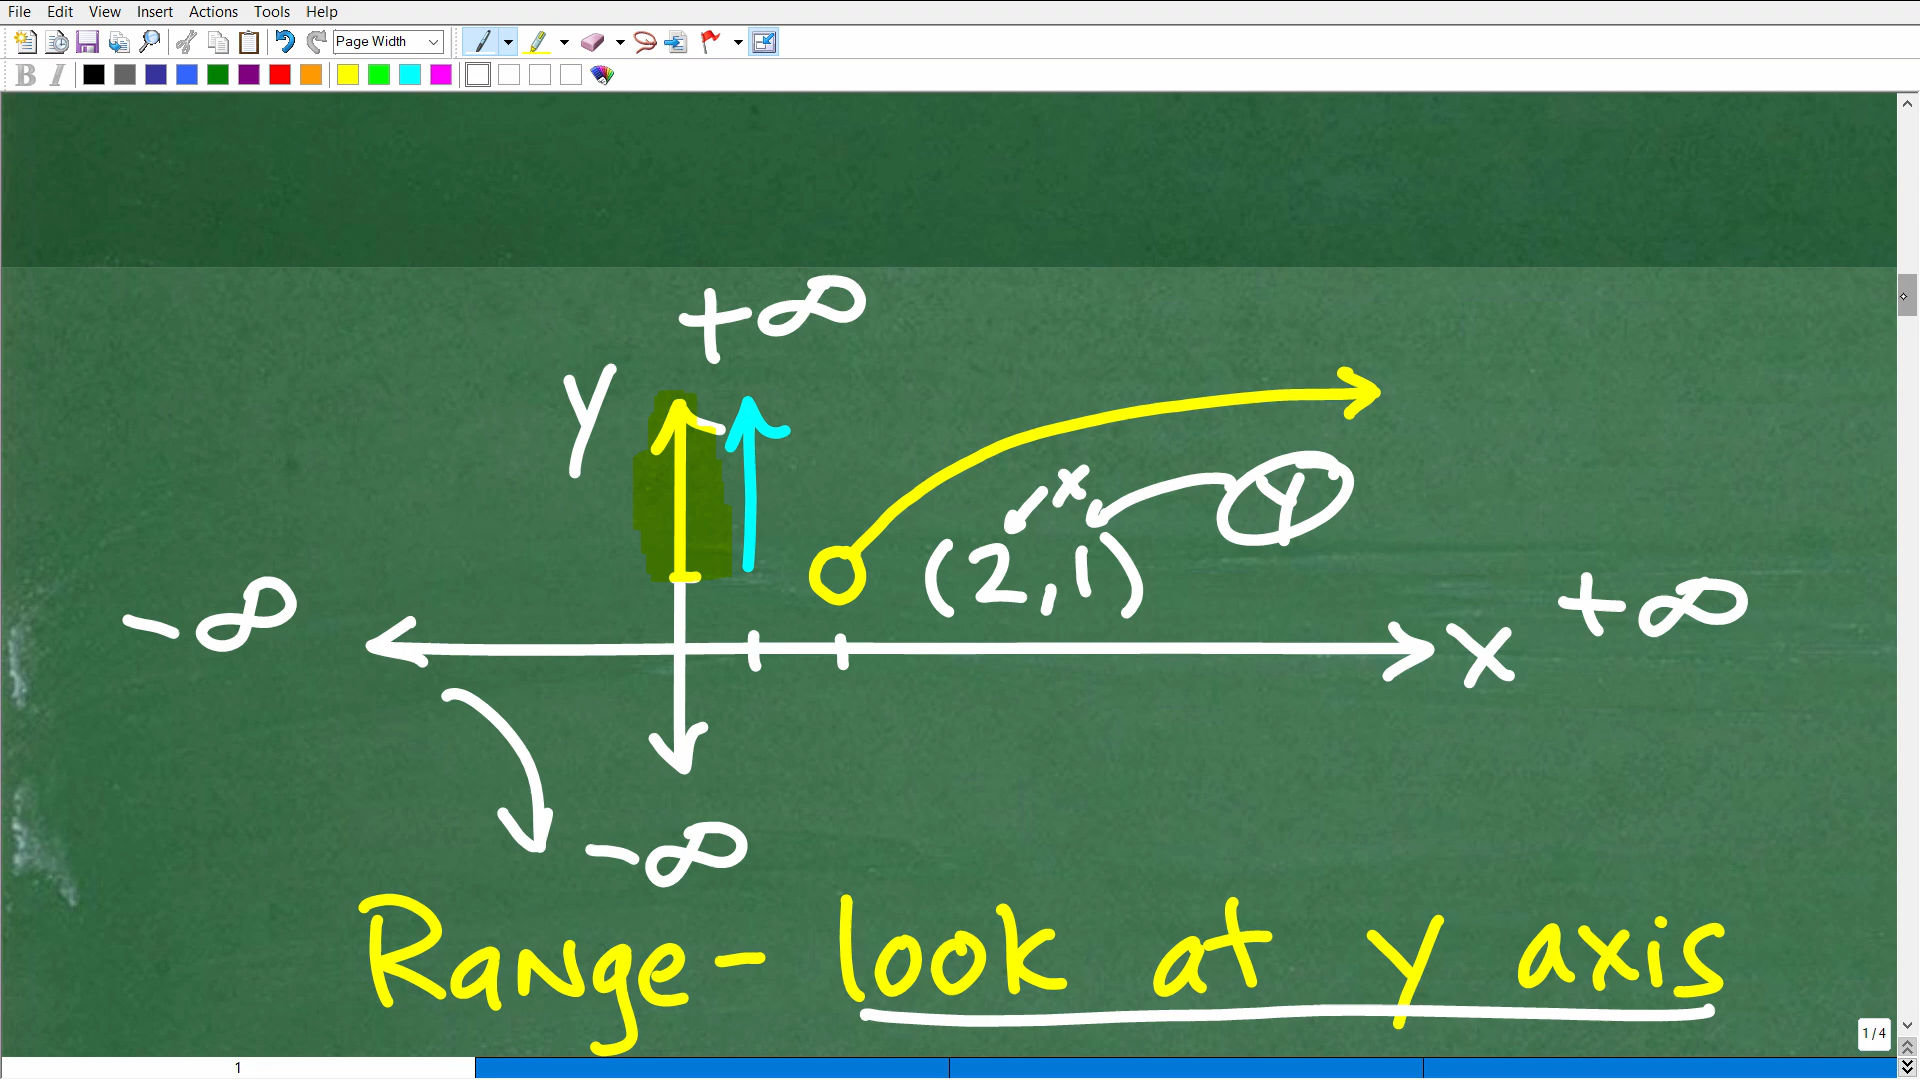 File Edit View Insert Actions Tools Help
Page Width
B I
+∞
y
x
y
(2,1)
-∞
x +∞
-∞
Range- look at y axis
1 / 4
1